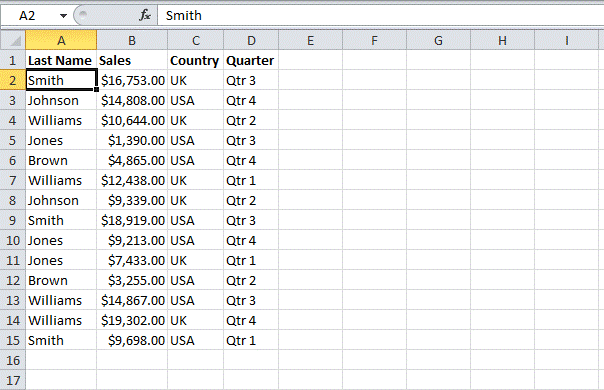 A2 fx Smith
A B C D E F G H I
1 Last Name Sales Country Quarter
2 Smith $16,753.00 UK Qtr 3
3 Johnson $14,808.00 USA Qtr 4
4 Williams $10,644.00 UK Qtr 2
5 Jones $1,390.00 USA Qtr 3
6 Brown $4,865.00 USA Qtr 4
7 Williams $12,438.00 UK Qtr 1
8 Johnson $9,339.00 UK Qtr 2
9 Smith $18,919.00 USA Qtr 3
10 Jones $9,213.00 USA Qtr 4
11 Jones $7,433.00 UK Qtr 1
12 Brown $3,255.00 USA Qtr 2
13 Williams $14,867.00 USA Qtr 3
14 Williams $19,302.00 UK Qtr 4
15 Smith $9,698.00 USA Qtr 1
16
17